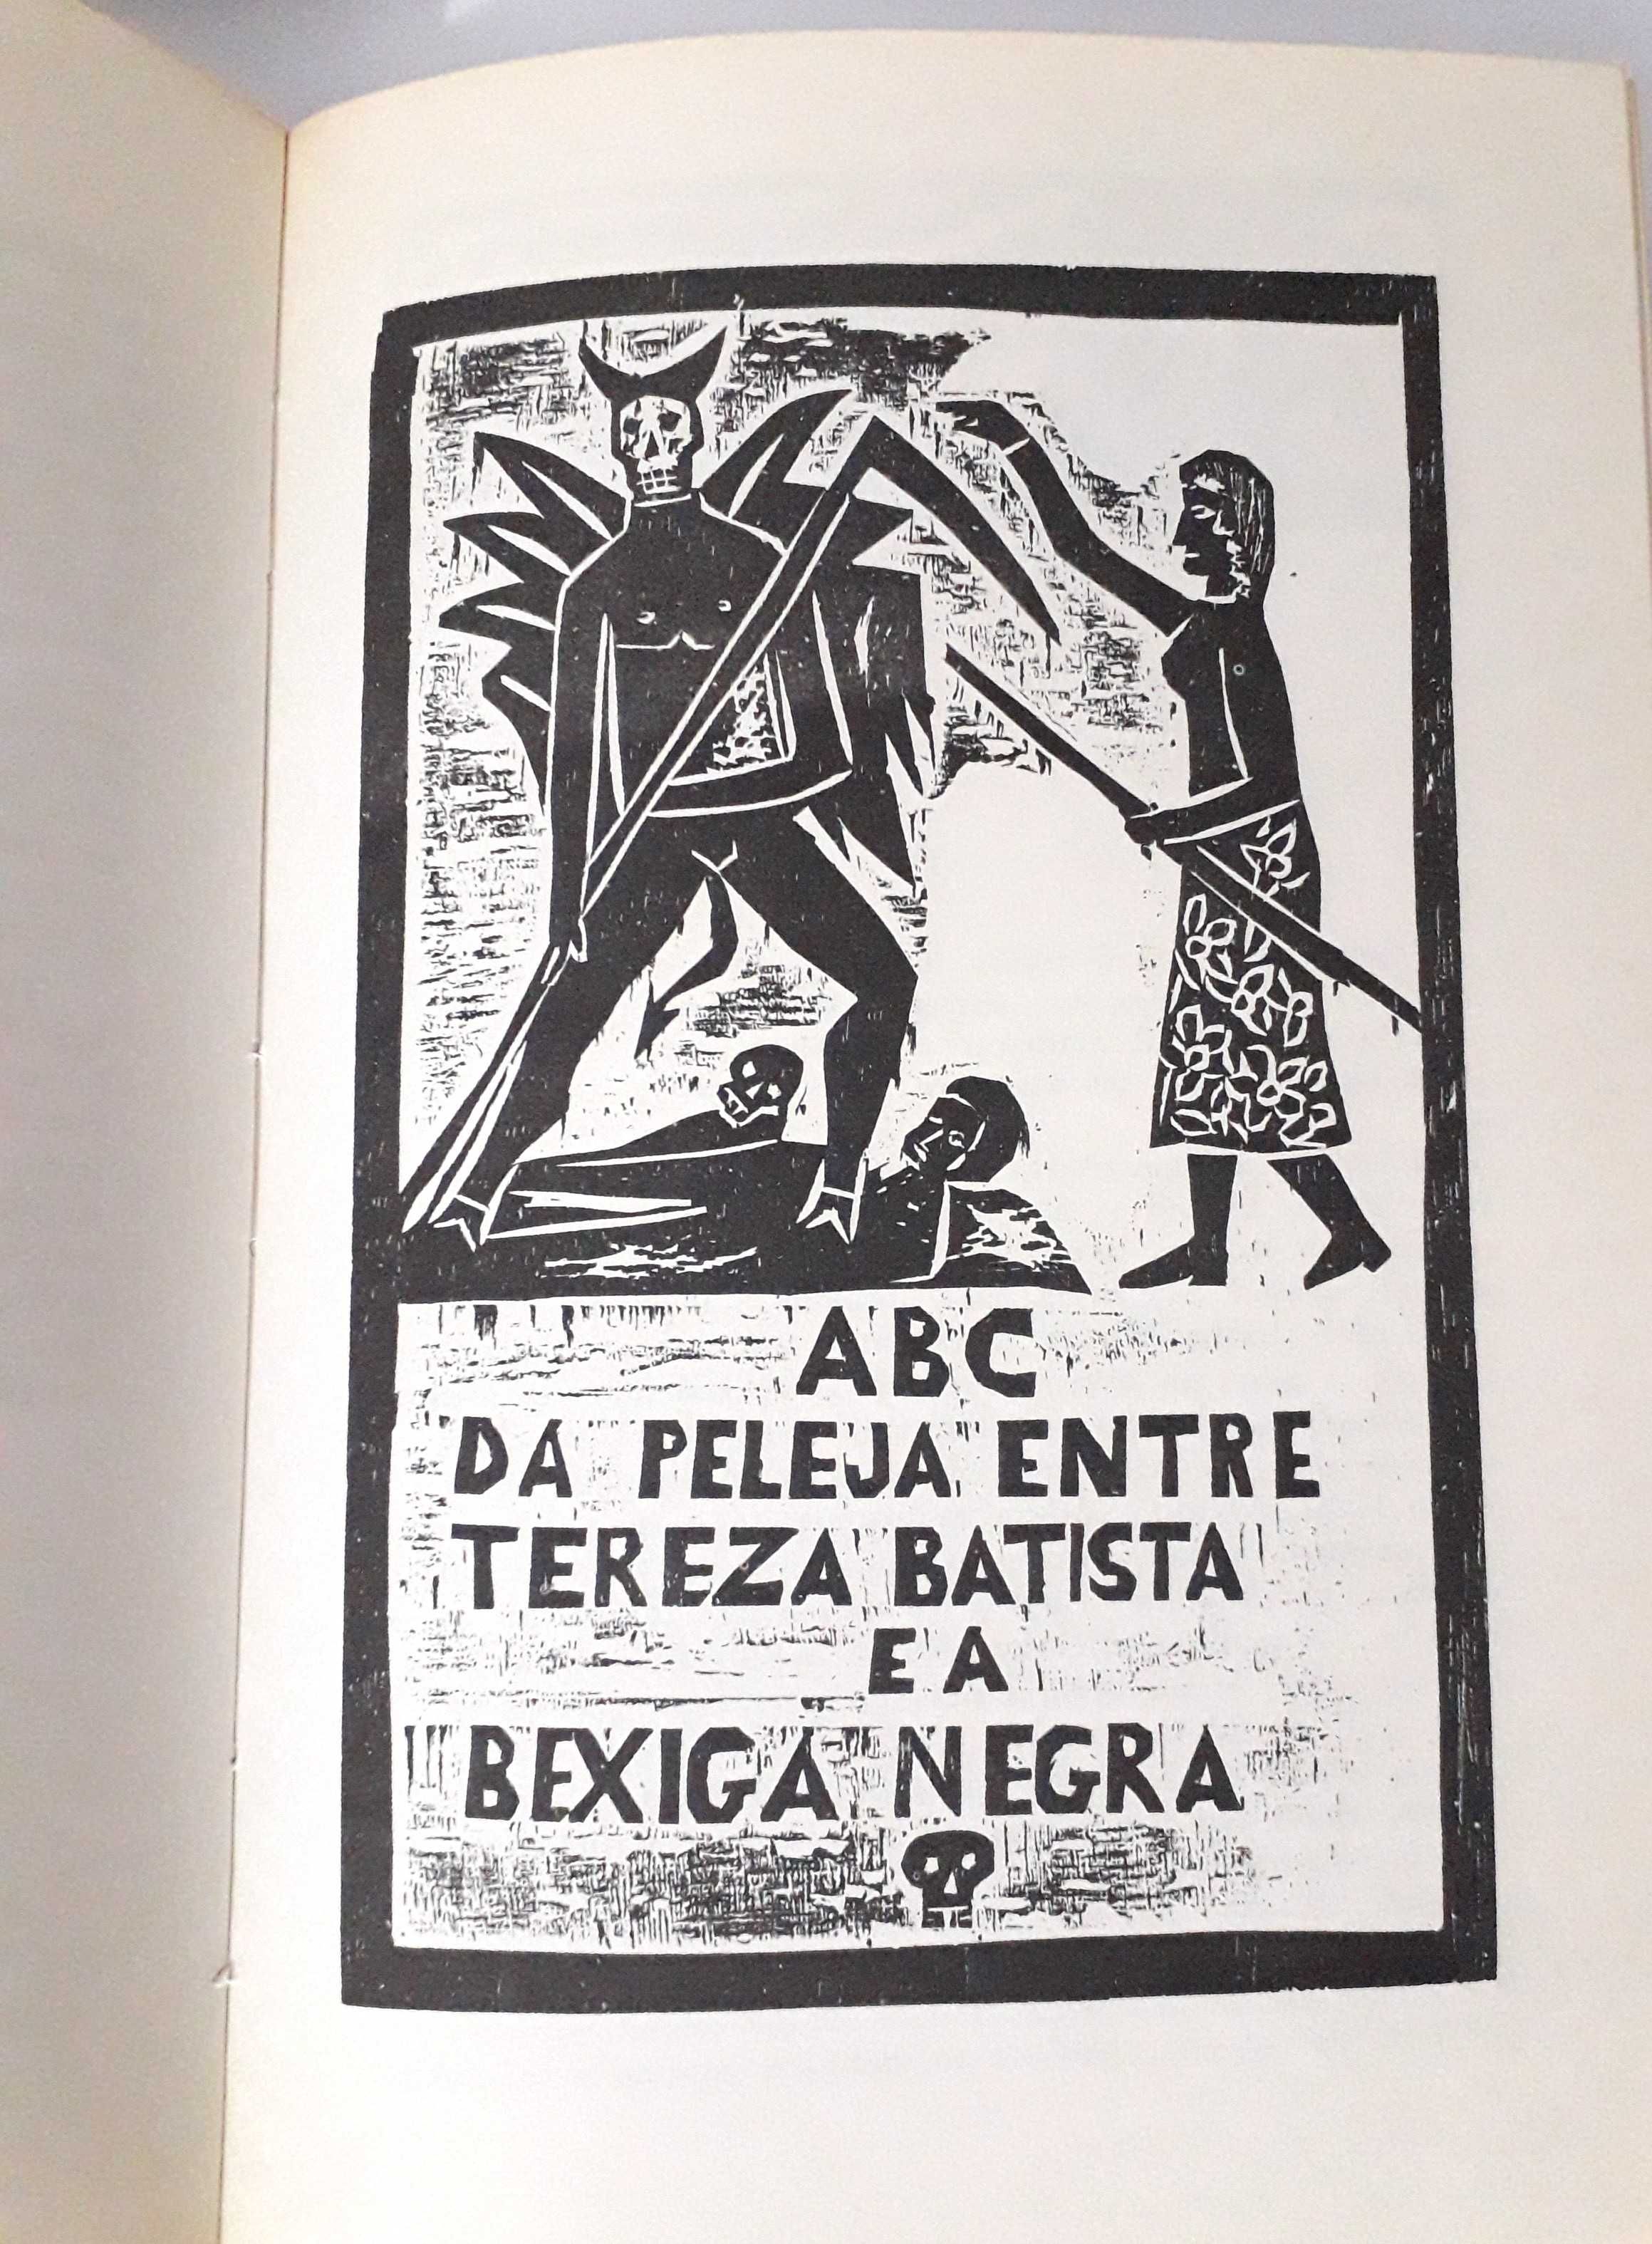 ABC
DA PELEJA ENTRE
TEREZA BATISTA
E A
BEXIGA NEGRA